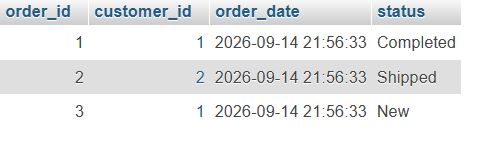 order_id customer_id order_date status
1 1 2026-09-14 21:56:33 Completed
2 2 2026-09-14 21:56:33 Shipped
3 1 2026-09-14 21:56:33 New